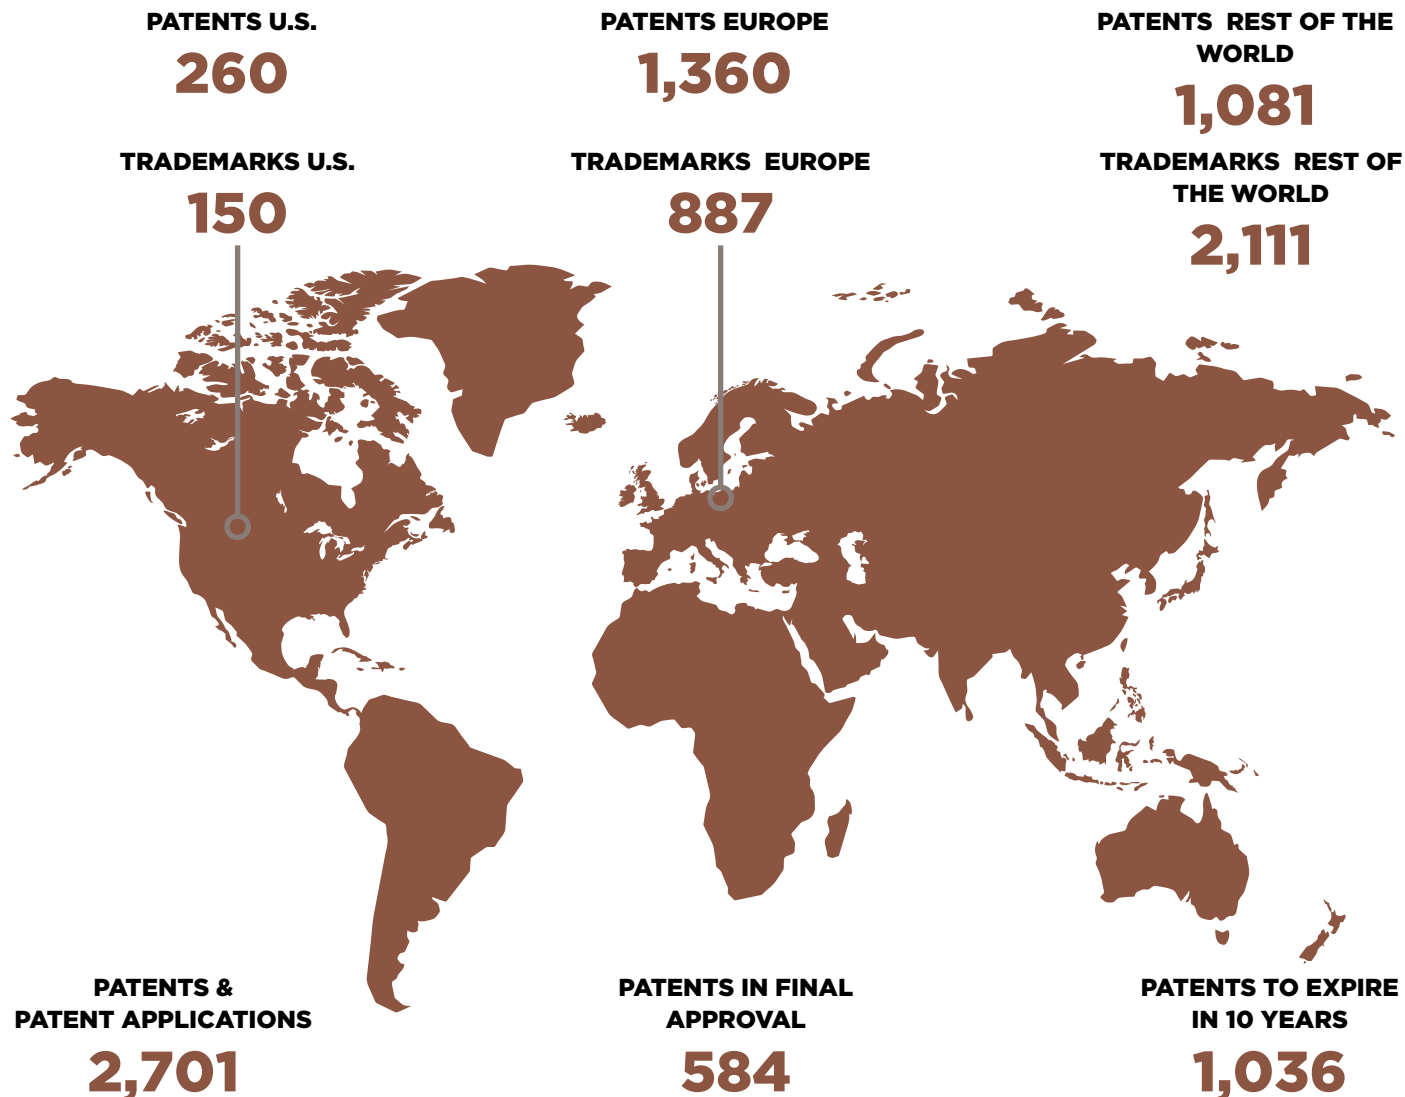 PATENTS U.S.
260
PATENTS EUROPE
1,360
PATENTS REST OF THE
WORLD
1,081
TRADEMARKS U.S.
150
TRADEMARKS EUROPE
887
TRADEMARKS REST OF
THE WORLD
2,111
PATENTS &
PATENT APPLICATIONS
2,701
PATENTS IN FINAL
APPROVAL
584
PATENTS TO EXPIRE
IN 10 YEARS
1,036